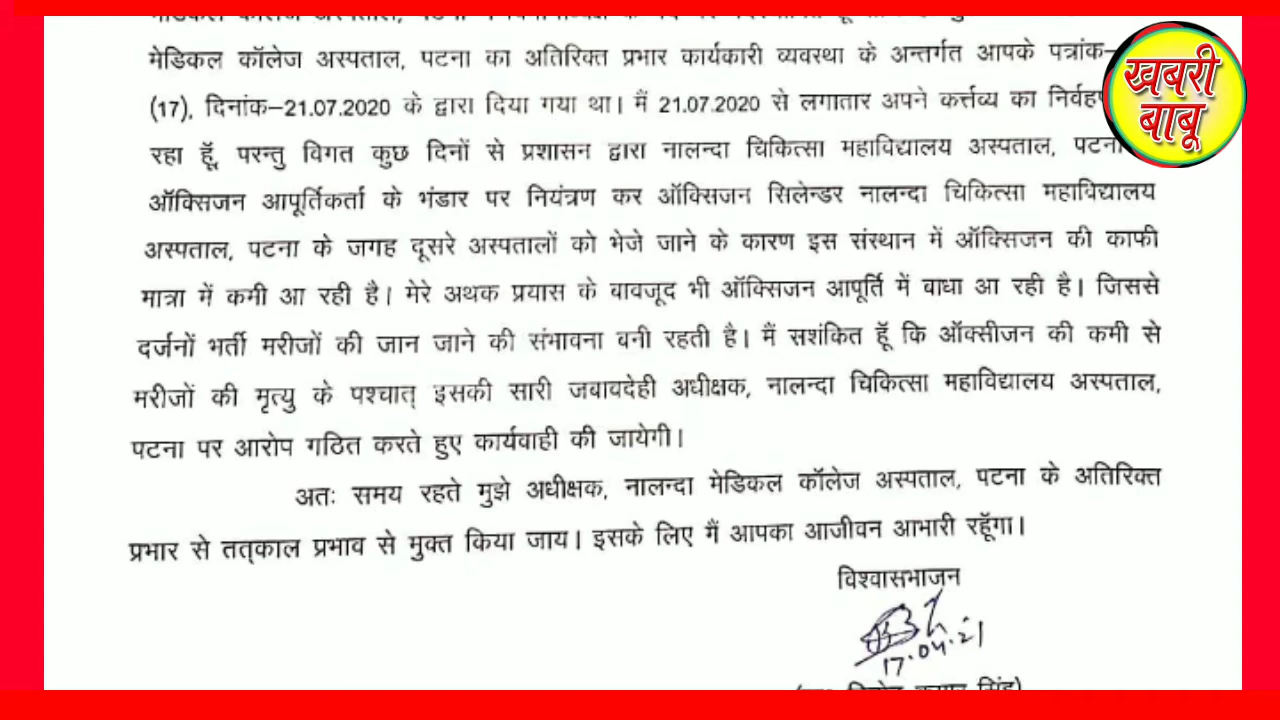 मेडिकल कॉलेज अस्पताल, पटना
मेडिकल कॉलेज अस्पताल, पटना का अतिरिक्त प्रभार कार्यकारी व्यवस्था के अन्तर्गत आपके पत्रांक–
(17), दिनांक–21.07.2020 के द्वारा दिया गया था। मैं 21.07.2020 से लगातार अपने कर्त्तव्य का
रहा हूॅ, परन्तु विगत कुछ दिनों से प्रशासन द्वारा नालन्दा चिकित्सा महाविद्यालय अस्पताल,
ऑक्सिजन आपूर्तिकर्ता के भंडार पर नियंत्रण कर ऑक्सिजन सिलेन्डर नालन्दा चिकित्सा महाविद्यालय
अस्पताल, पटना के जगह दूसरे अस्पतालों को भेजे जाने के कारण इस संस्थान में ऑक्सिजन की काफी
मात्रा में कमी आ रही है। मेरे अथक प्रयास के बावजूद भी ऑक्सिजन आपूर्ति में बाधा आ रही है। जिससे
दर्जनों भर्ती मरीजों की जान जाने की संभावना बनी रहती है। मैं सशंकित हूॅ कि ऑक्सीजन की कमी से
मरीजों की मृत्यु के पश्चात् इसकी सारी जबावदेही अधीक्षक, नालन्दा चिकित्सा महाविद्यालय अस्पताल,
पटना पर आरोप गठित करते हुए कार्यवाही की जायेगी।
अतः समय रहते मुझे अधीक्षक, नालन्दा मेडिकल कॉलेज अस्पताल, पटना के अतिरिक्त
प्रभार से तत्काल प्रभाव से मुक्त किया जाय। इसके लिए मैं आपका आजीवन आभारी रहूॅगा।
विश्वासभाजन
17.04.21
खबरी
बाबू